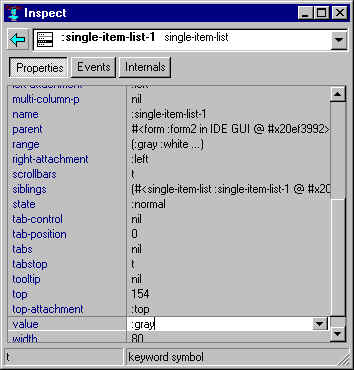 Inspect
:single-item-list-1 single-item-list
Properties Events Internals
left-attachment :left
multi-column-p nil
name :single-item-list-1
parent #<form :form2 in IDE GUI @ #x20ef3992>
range (:gray :white ...)
right-attachment :left
scrollbars t
siblings (#<single-item-list :single-item-list-1 @ #x20
state :normal
tab-control nil
tab-position 0
tabs nil
tabstop t
tooltip nil
top 154
top-attachment :top
value :gray
width 80
t keyword symbol